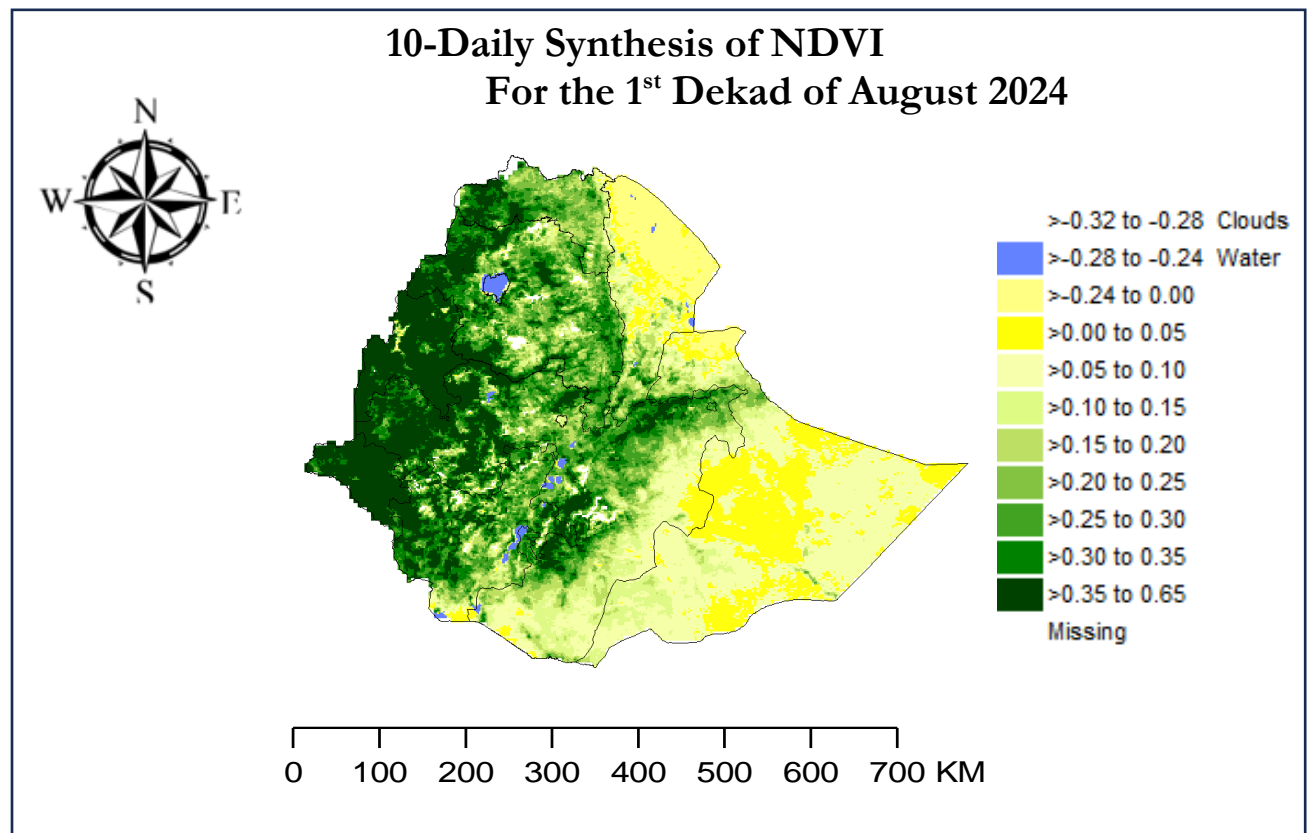 10-Daily Synthesis of NDVI
For the 1st Dekad of August 2024
N
W E
S
>-0.32 to -0.28 Clouds
>-0.28 to -0.24 Water
>-0.24 to 0.00
>0.00 to 0.05
>0.05 to 0.10
>0.10 to 0.15
>0.15 to 0.20
>0.20 to 0.25
>0.25 to 0.30
>0.30 to 0.35
>0.35 to 0.65
Missing
0 100 200 300 400 500 600 700 KM